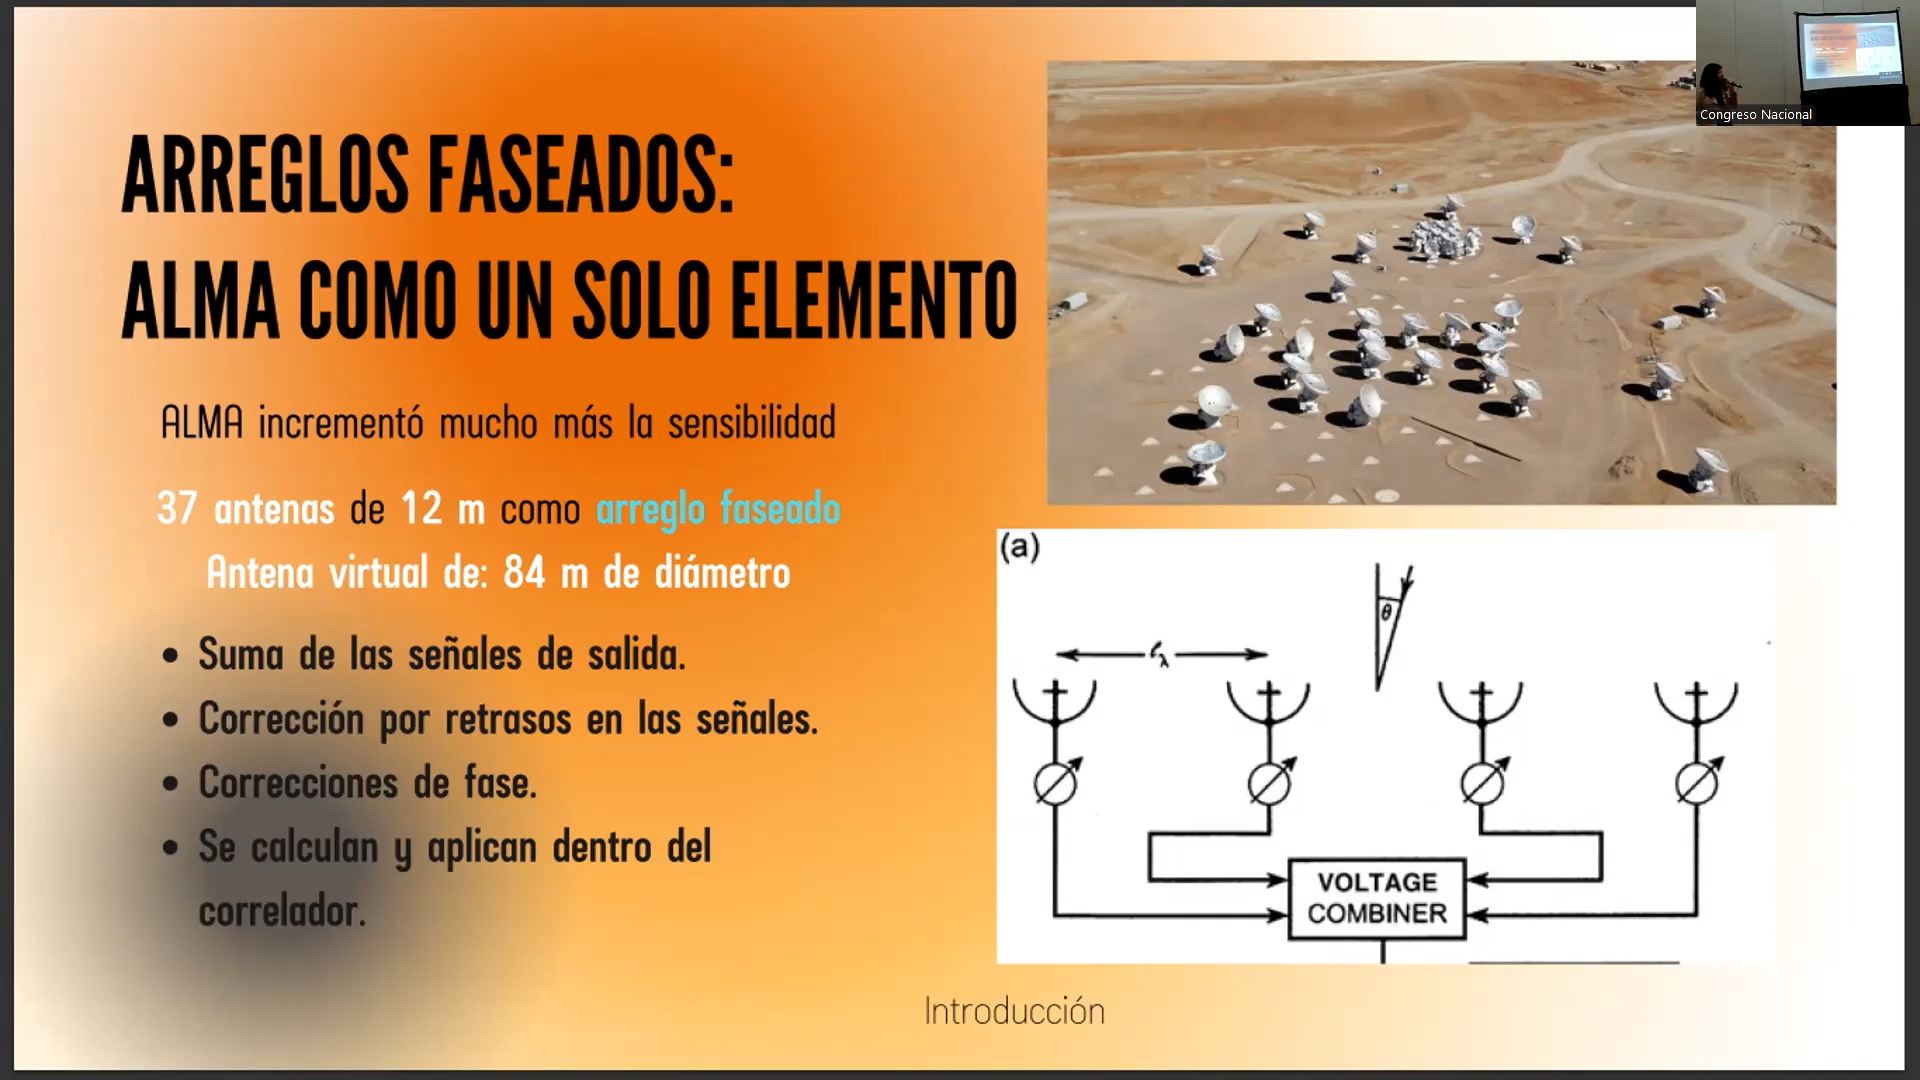 Congreso Nacional
ARREGLOS FASEADOS:
ALMA COMO UN SOLO ELEMENTO
ALMA incrementó mucho más la sensibilidad
37 antenas de 12 m como arreglo faseado
Antena virtual de: 84 m de diámetro
• Suma de las señales de salida.
• Corrección por retrasos en las señales.
• Correcciones de fase.
• Se calculan y aplican dentro del
correlador.
(a)
θ
ℓλ
VOLTAGE
COMBINER
Introducción